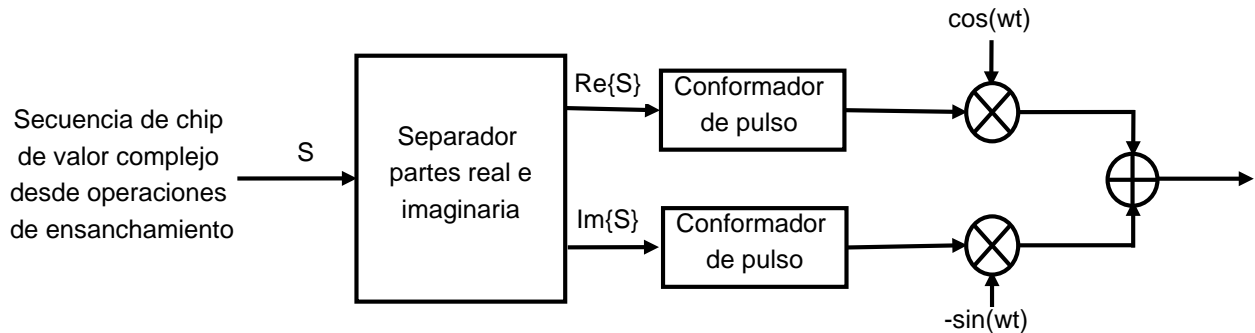 cos(wt)
Secuencia de chip
de valor complejo
desde operaciones
de ensanchamiento
S
Separador
partes real e
imaginaria
Re{S}
Conformador
de pulso
Im{S}
Conformador
de pulso
-sin(wt)